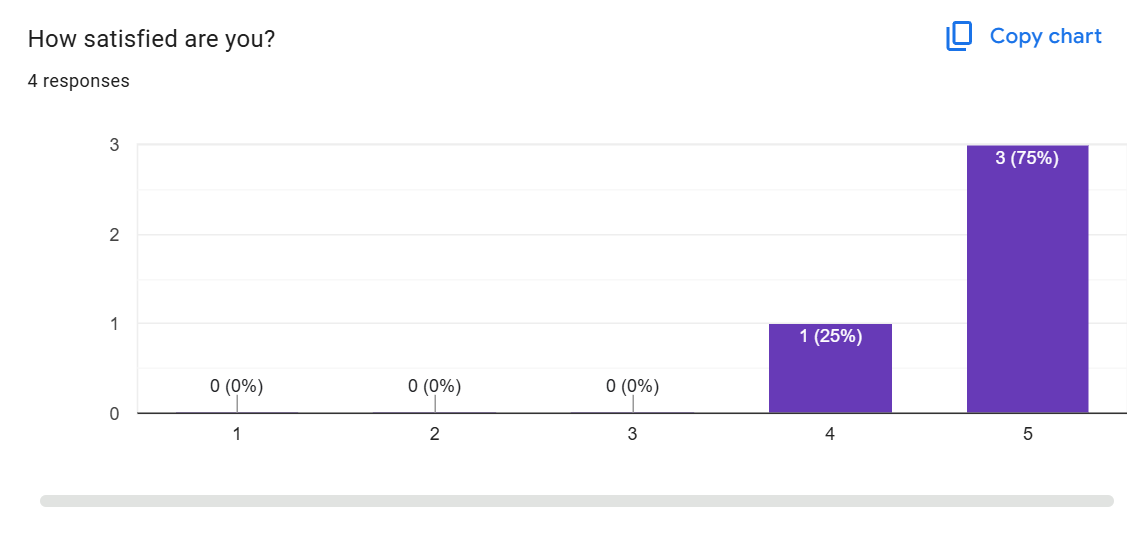 How satisfied are you?
Copy chart
4 responses
3
3 (75%)
2
1
1 (25%)
0 (0%) 0 (0%) 0 (0%)
0
1 2 3 4 5